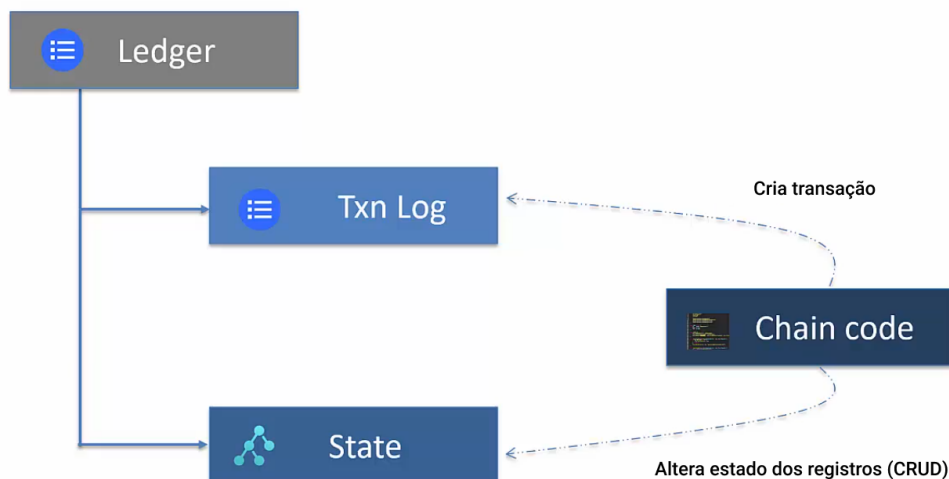 Ledger
Txn Log
Cria transação
Chain code
State
Altera estado dos registros (CRUD)